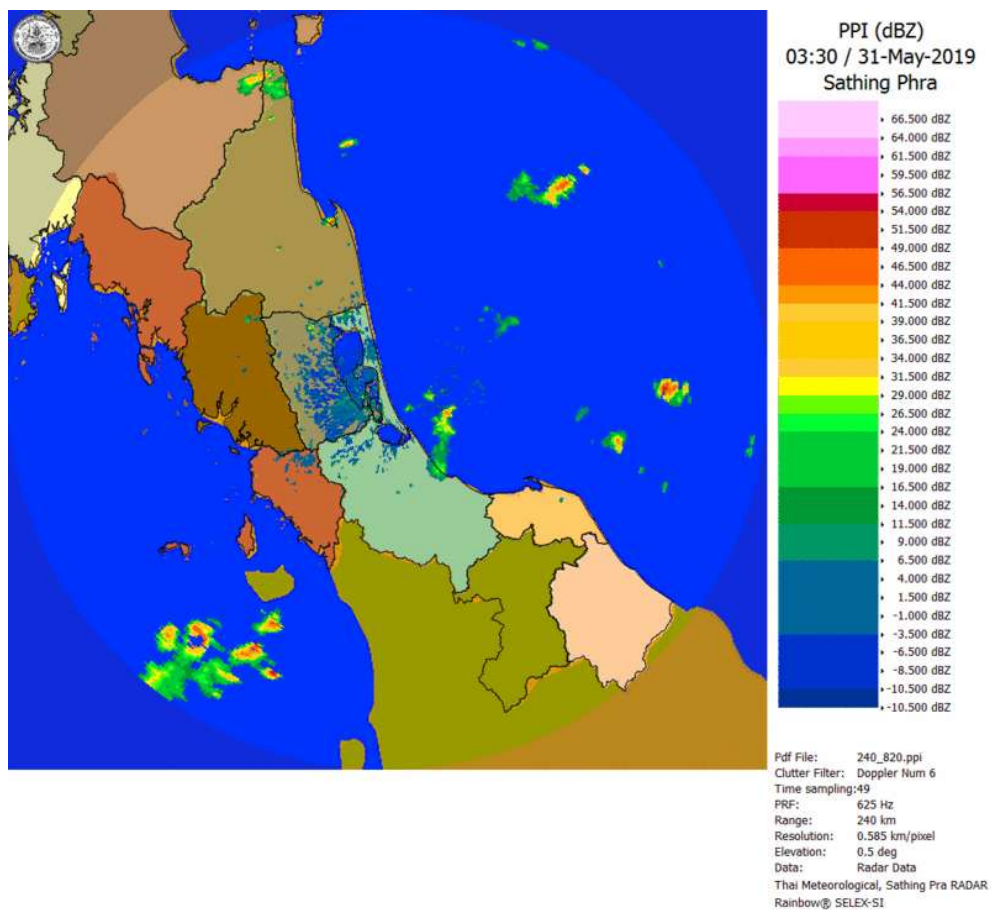 PPI (dBZ)
03:30 / 31-May-2019
Sathing Phra
66.500 dBZ
64.000 dBZ
61.500 dBZ
59.500 dBZ
56.500 dBZ
54.000 dBZ
51.500 dBZ
49.000 dBZ
46.500 dBZ
44.000 dBZ
41.500 dBZ
39.000 dBZ
36.500 dBZ
34.000 dBZ
31.500 dBZ
29.000 dBZ
26.500 dBZ
24.000 dBZ
21.500 dBZ
19.000 dBZ
16.500 dBZ
14.000 dBZ
11.500 dBZ
9.000 dBZ
6.500 dBZ
4.000 dBZ
1.500 dBZ
-1.000 dBZ
-3.500 dBZ
-6.500 dBZ
-8.500 dBZ
-10.500 dBZ
-10.500 dBZ
Pdf File: 240_820.ppi
Clutter Filter: Doppler Num 6
Time sampling:49
PRF: 625 Hz
Range: 240 km
Resolution: 0.585 km/pixel
Elevation: 0.5 deg
Data: Radar Data
Thai Meteorological, Sathing Pra RADAR
Rainbow® SELEX-SI